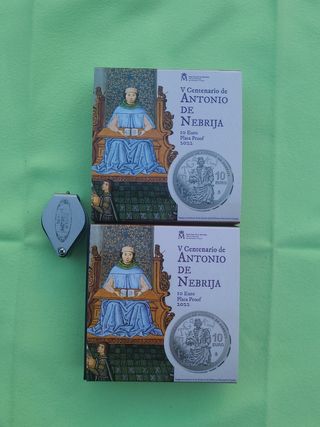 V Centenario de
ANTONIO
DE
NEBRIJA
10 Euro
Plata Proof
2022
10
EURO
V Centenario de
ANTONIO
DE
NEBRIJA
10 Euro
Plata Proof
2022
10
EURO